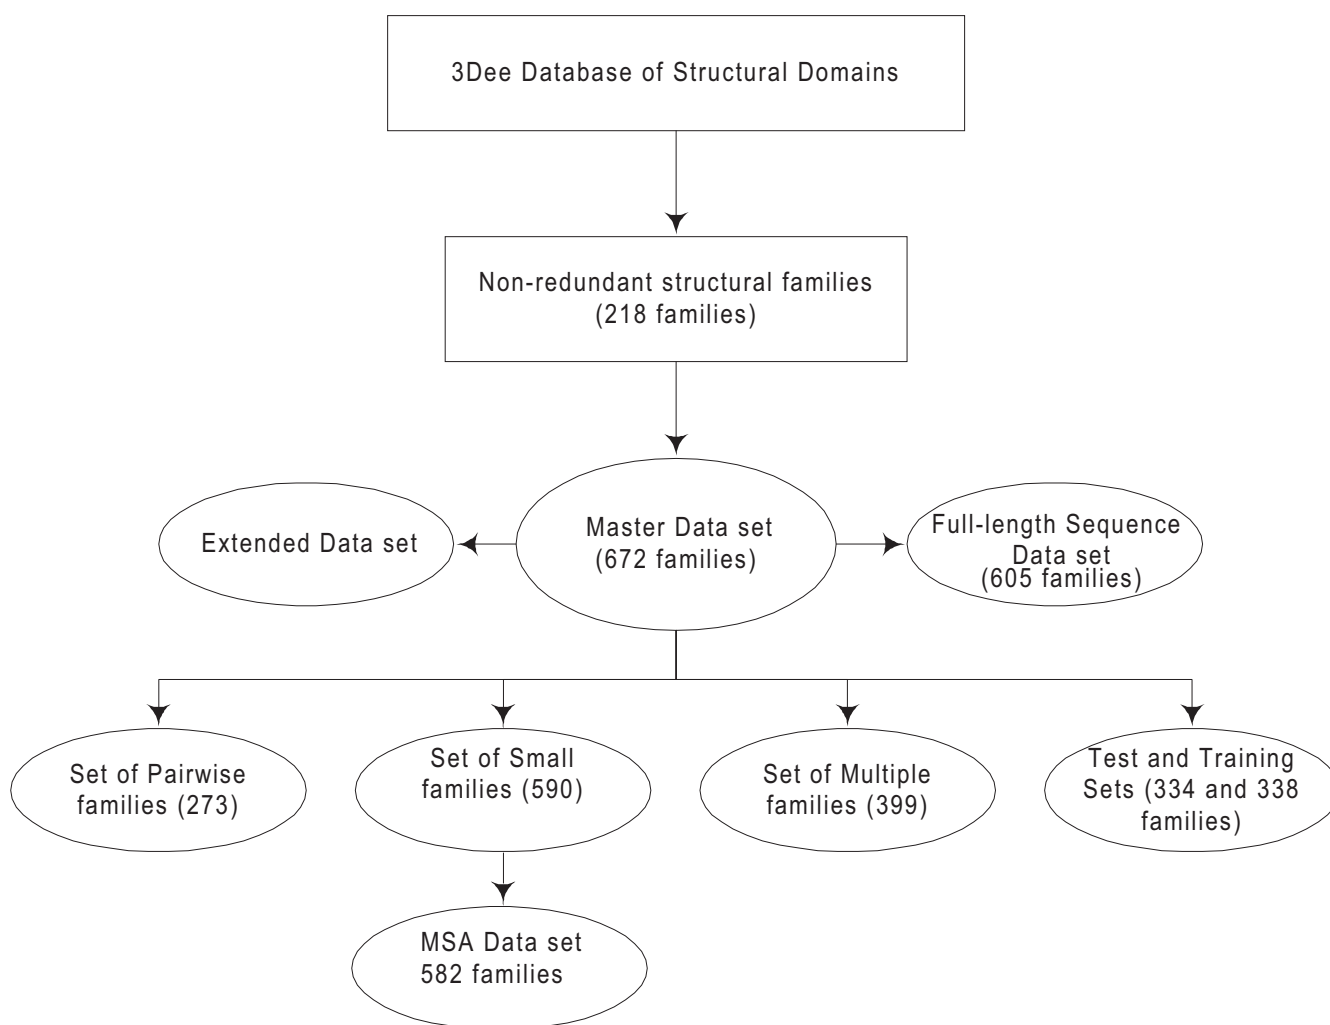 3Dee Database of Structural Domains
Non-redundant structural families
(218 families)
Extended Data set
Master Data set
(672 families)
Full-length Sequence
Data set
(605 families)
Set of Pairwise
families (273)
Set of Small
families (590)
Set of Multiple
families (399)
Test and Training
Sets (334 and 338
families)
MSA Data set
582 families